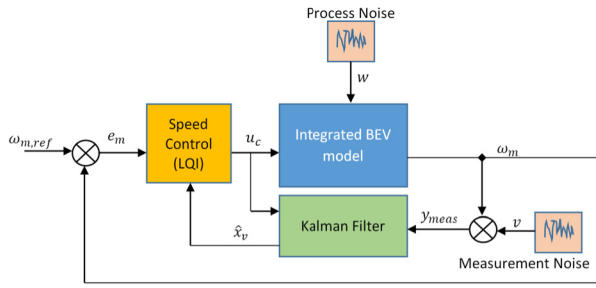 Process Noise
w
ω_{m,ref}
e_m
Speed
Control
(LQI)
u_c
Integrated BEV
model
ω_m
x̂_v
Kalman Filter
y_{meas}
v
Measurement Noise